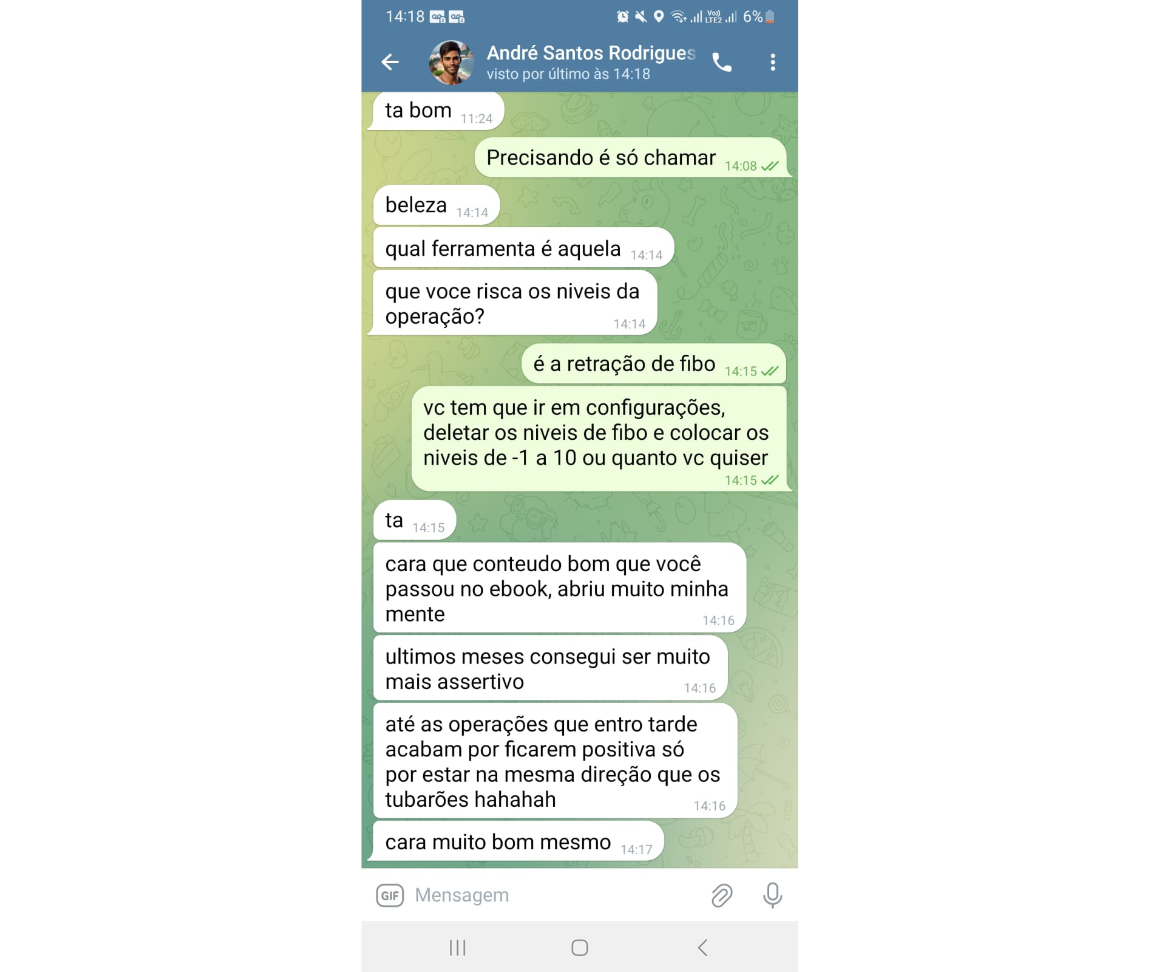 14:18
Voj)
LTE2
6%
André Santos Rodrigues
visto por último às 14:18
ta bom 11:24
Precisando é só chamar 14:08
beleza 14:14
qual ferramenta é aquela 14:14
que voce risca os niveis da
operação? 14:14
é a retração de fibo 14:15
vc tem que ir em configurações,
deletar os niveis de fibo e colocar os
niveis de -1 a 10 ou quanto vc quiser
14:15
ta 14:15
cara que conteudo bom que você
passou no ebook, abriu muito minha
mente 14:16
ultimos meses consegui ser muito
mais assertivo 14:16
até as operações que entro tarde
acabam por ficarem positiva só
por estar na mesma direção que os
tubarões hahahah 14:16
cara muito bom mesmo 14:17
GIF Mensagem